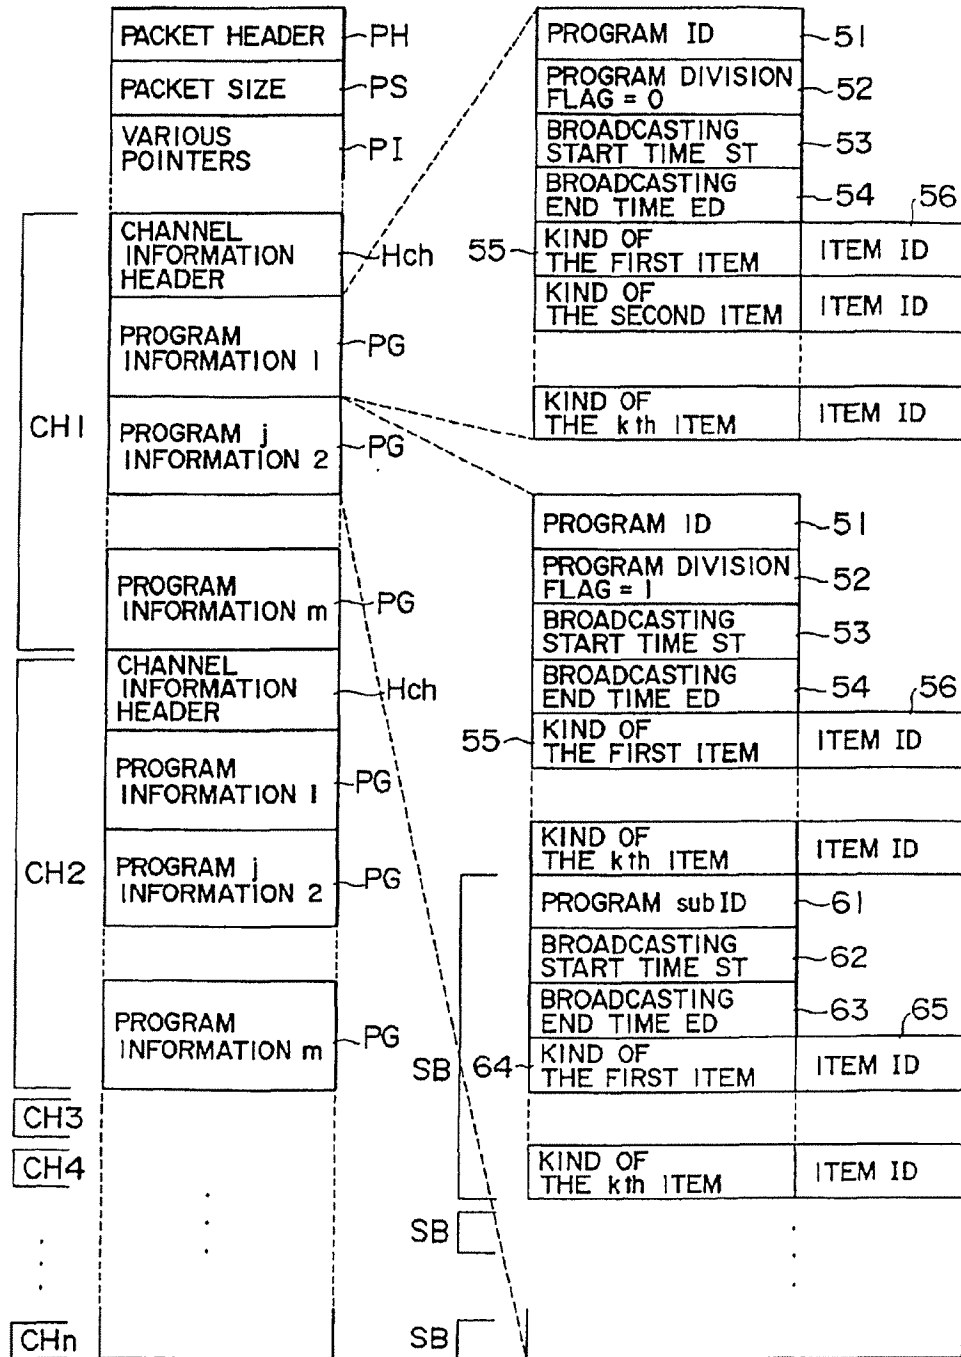 PACKET HEADER
PH
PACKET SIZE
PS
VARIOUS
POINTERS
PI
CH1
CHANNEL
INFORMATION
HEADER
Hch
PROGRAM
INFORMATION 1
PG
PROGRAM j
INFORMATION 2
PG
PROGRAM
INFORMATION m
PG
CH2
CHANNEL
INFORMATION
HEADER
Hch
PROGRAM
INFORMATION 1
PG
PROGRAM j
INFORMATION 2
PG
PROGRAM
INFORMATION m
PG
CH3
CH4
CHn
PROGRAM ID
51
PROGRAM DIVISION
FLAG = 0
52
BROADCASTING
START TIME ST
53
BROADCASTING
END TIME ED
54
56
55
KIND OF
THE FIRST ITEM
ITEM ID
KIND OF
THE SECOND ITEM
ITEM ID
KIND OF
THE kth ITEM
ITEM ID
PROGRAM ID
51
PROGRAM DIVISION
FLAG = 1
52
BROADCASTING
START TIME ST
53
BROADCASTING
END TIME ED
54
56
55
KIND OF
THE FIRST ITEM
ITEM ID
KIND OF
THE kth ITEM
ITEM ID
SB
PROGRAM subID
61
BROADCASTING
START TIME ST
62
BROADCASTING
END TIME ED
63
65
64
KIND OF
THE FIRST ITEM
ITEM ID
KIND OF
THE kth ITEM
ITEM ID
SB
SB